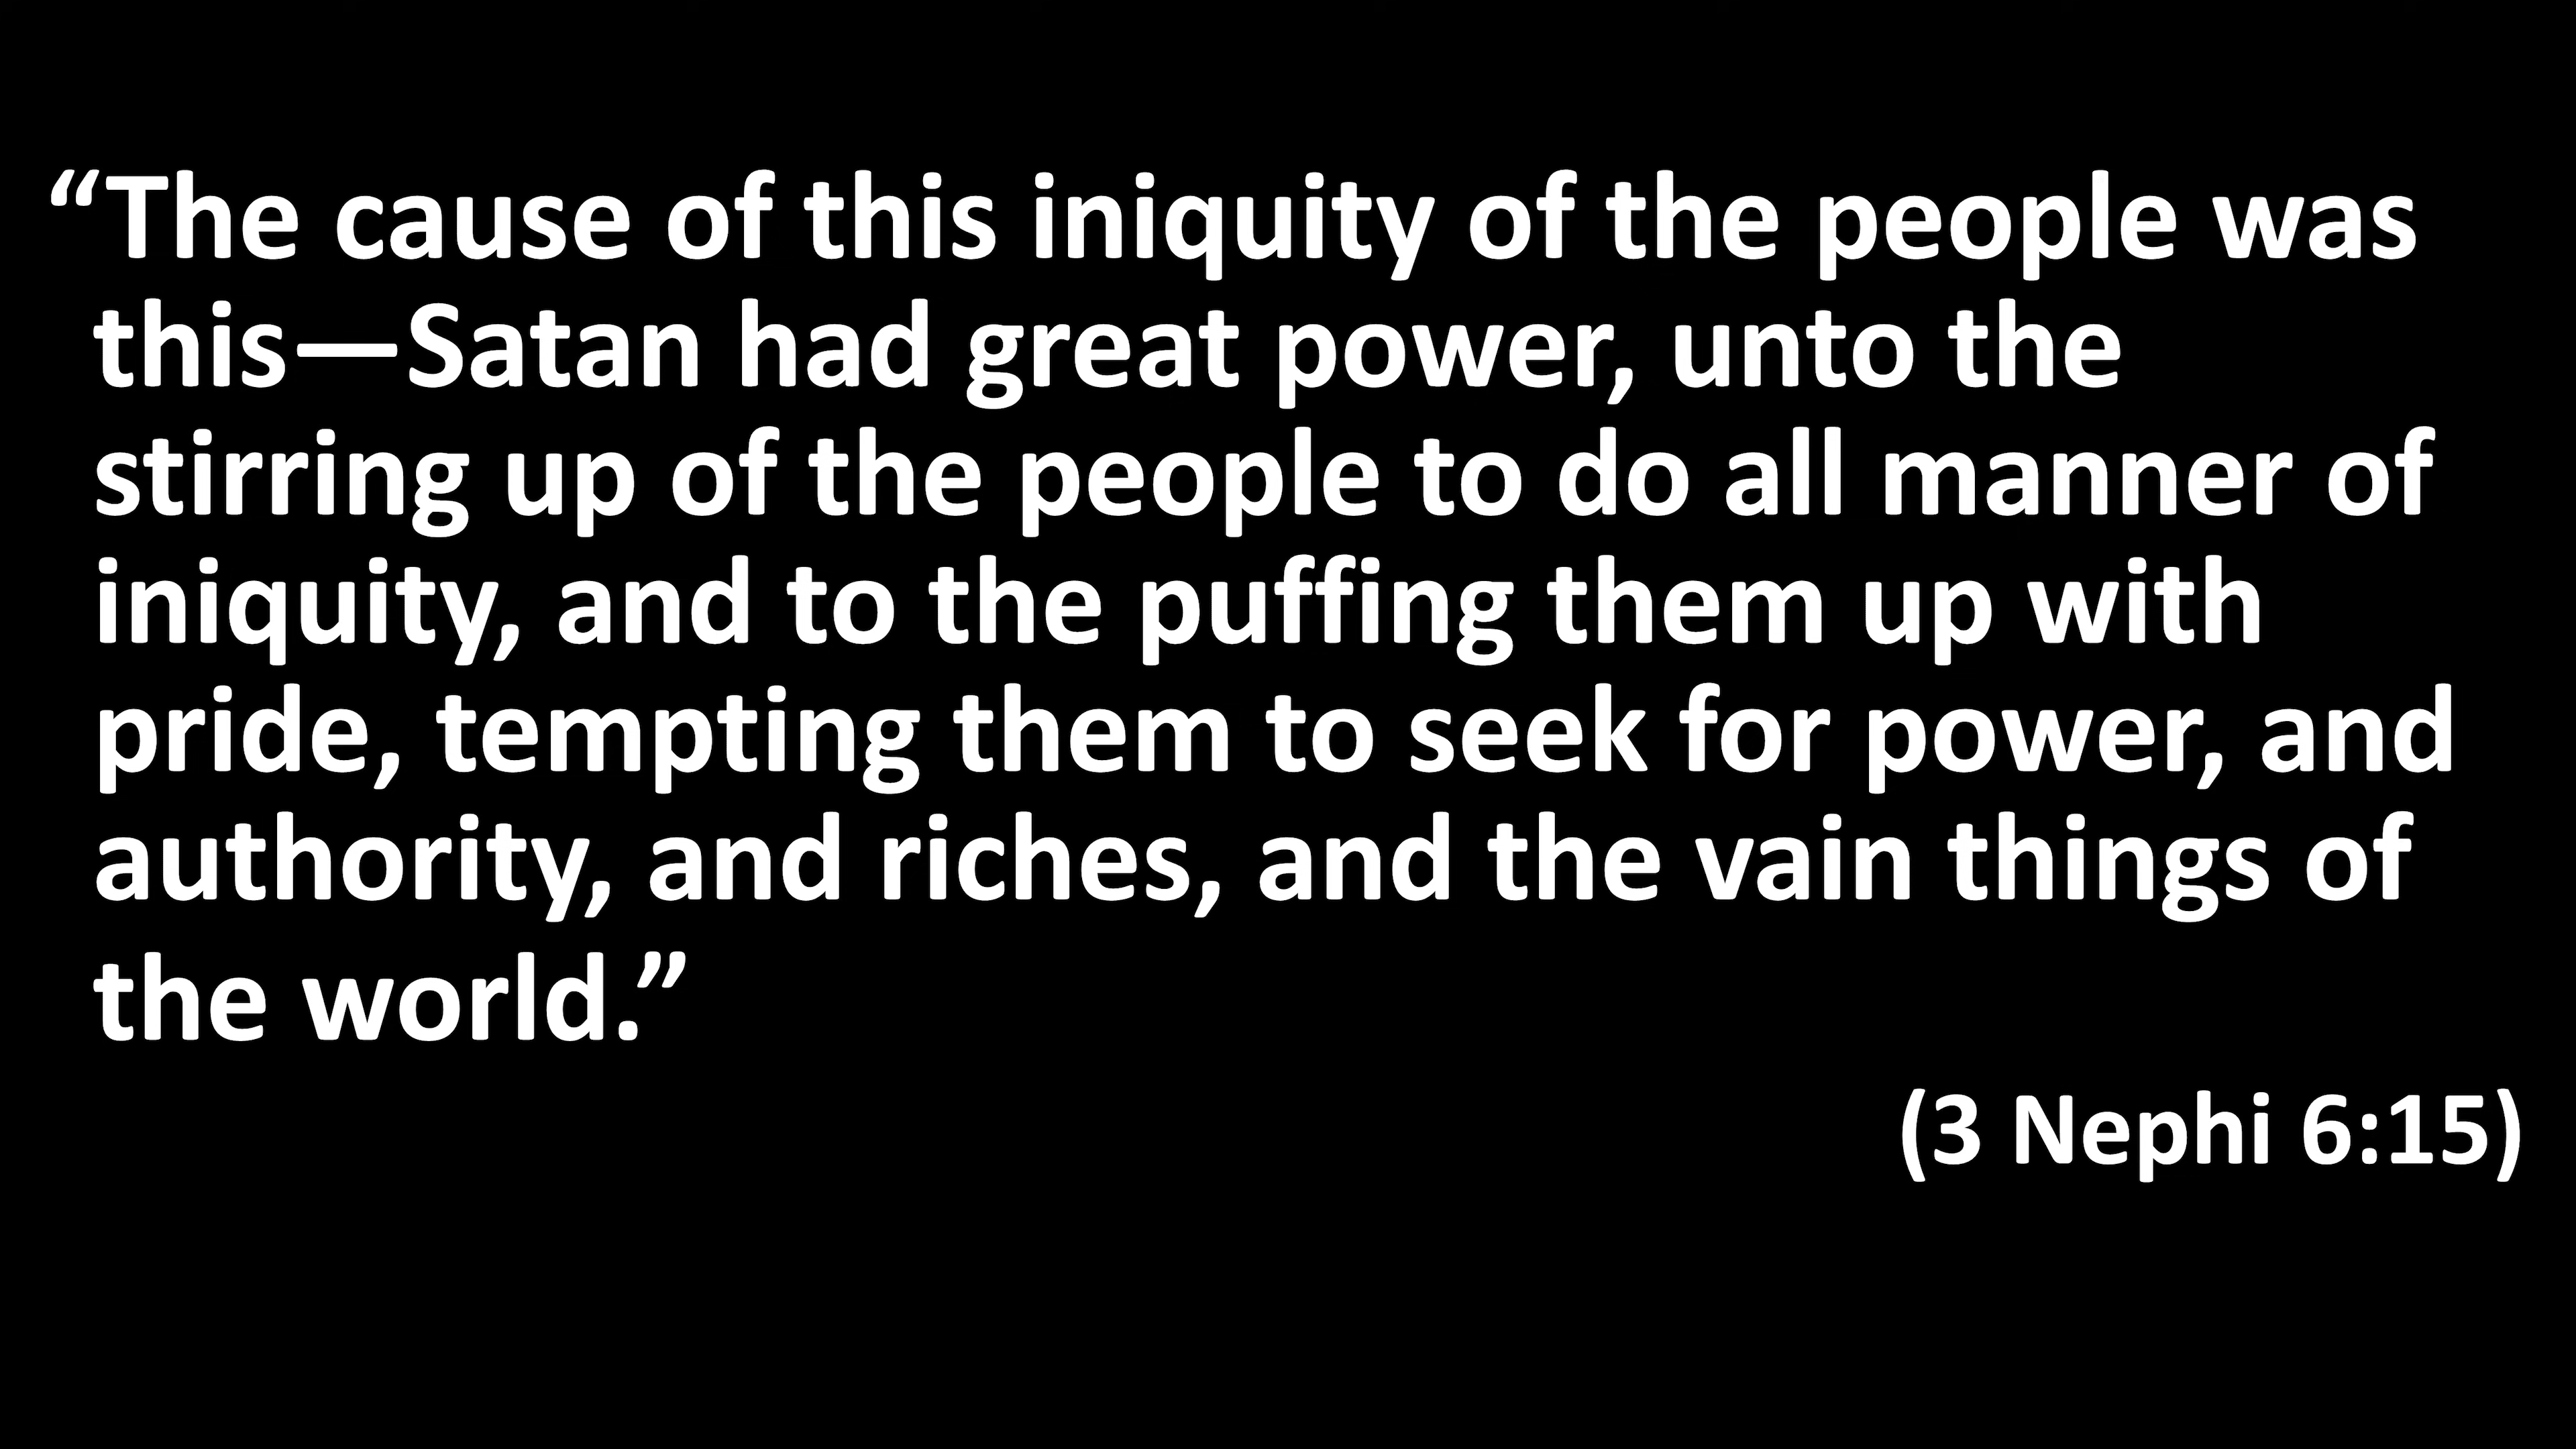 “The cause of this iniquity of the people was
this—Satan had great power, unto the
stirring up of the people to do all manner of
iniquity, and to the puffing them up with
pride, tempting them to seek for power, and
authority, and riches, and the vain things of
the world.”
(3 Nephi 6:15)